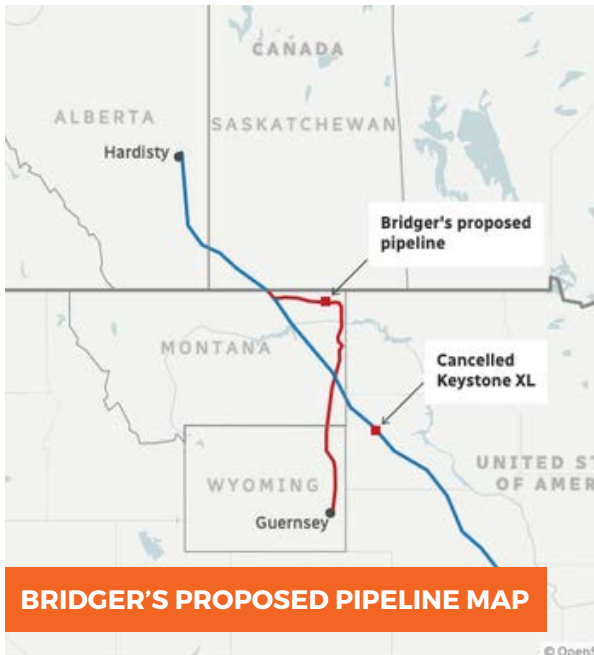 CANADA
ALBERTA
SASKATCHEWAN
Hardisty
Bridger's proposed
pipeline
MONTANA
Cancelled
Keystone XL
UNITED ST
OF AMER
WYOMING
Guernsey
BRIDGER'S PROPOSED PIPELINE MAP
© OpenS